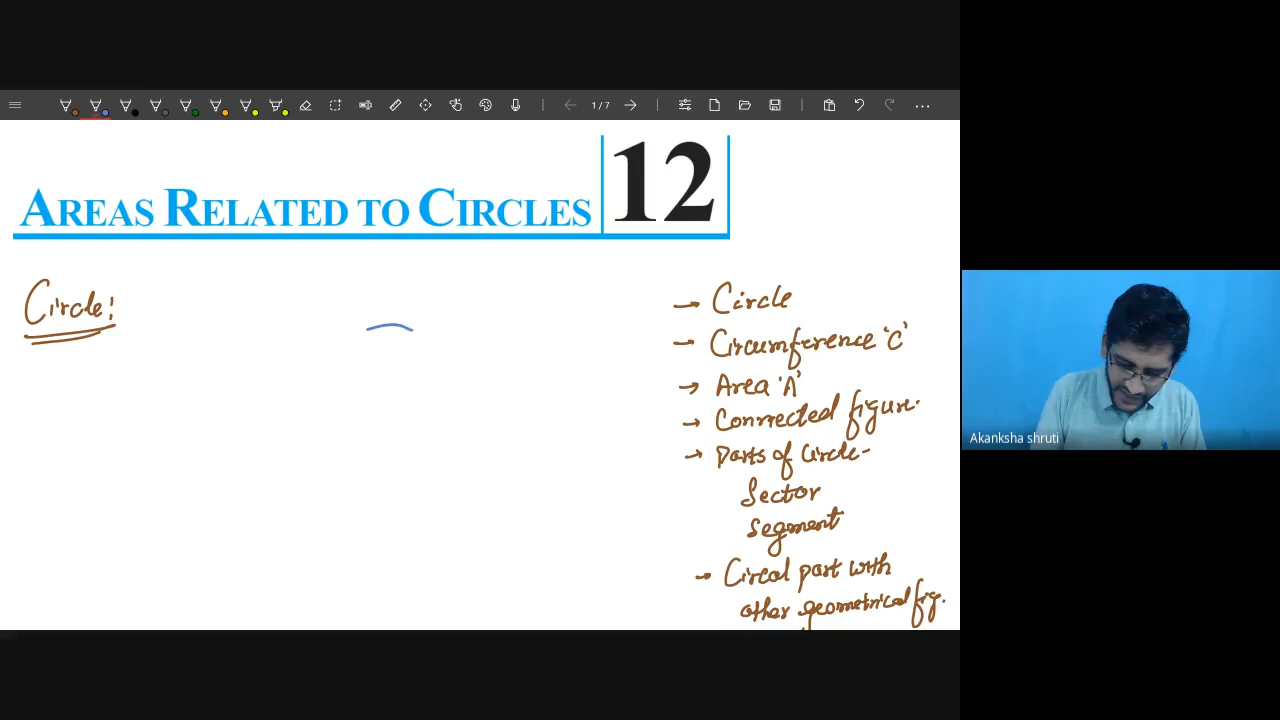 1/7
AREAS RELATED TO CIRCLES 12
Circle:
→ Circle
→ Circumference 'C'
→ Area 'A'
→ Connected figure.
→ Parts of Circle-
Sector
Segment
→ Circal part with
other geometrical fig.
Akanksha shruti